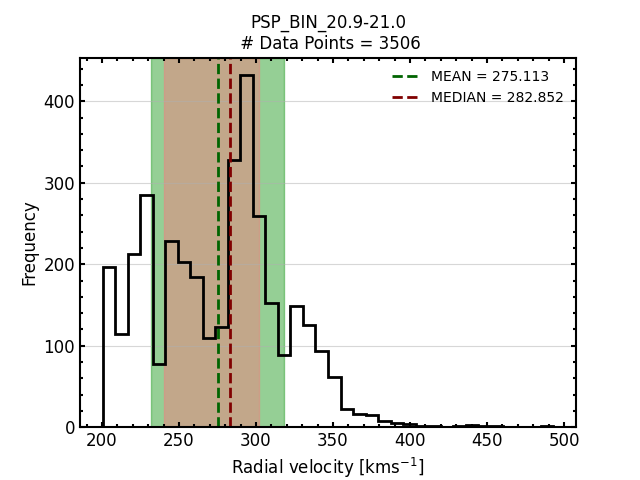 PSP_BIN_20.9-21.0
# Data Points = 3506
MEAN = 275.113
MEDIAN = 282.852
Frequency
400
300
200
100
0
200 250 300 350 400 450 500
Radial velocity [kms⁻¹]